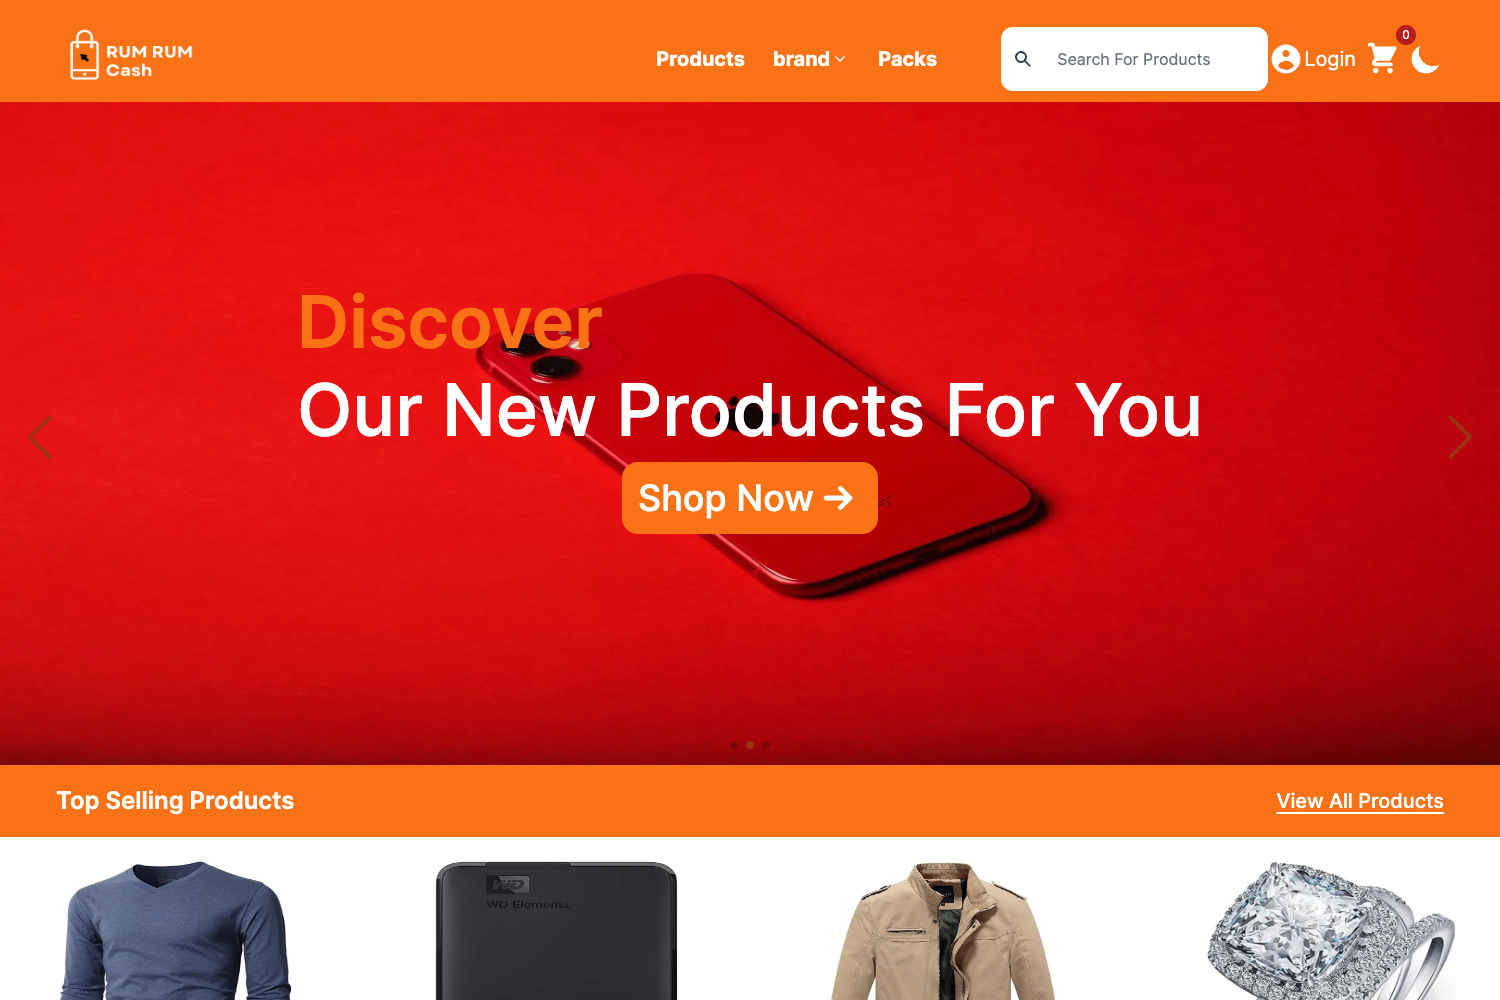 RUM RUM
Cash
Products brand Packs
Search For Products
Login
0
Discover
Our New Products For You
Shop Now
Top Selling Products
View All Products
WD
WD Elements